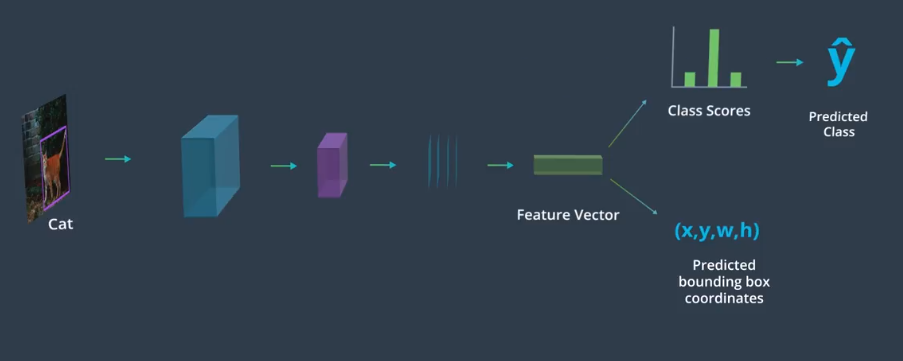 Cat
Feature Vector
Class Scores
ŷ
Predicted
Class
(x,y,w,h)
Predicted
bounding box
coordinates